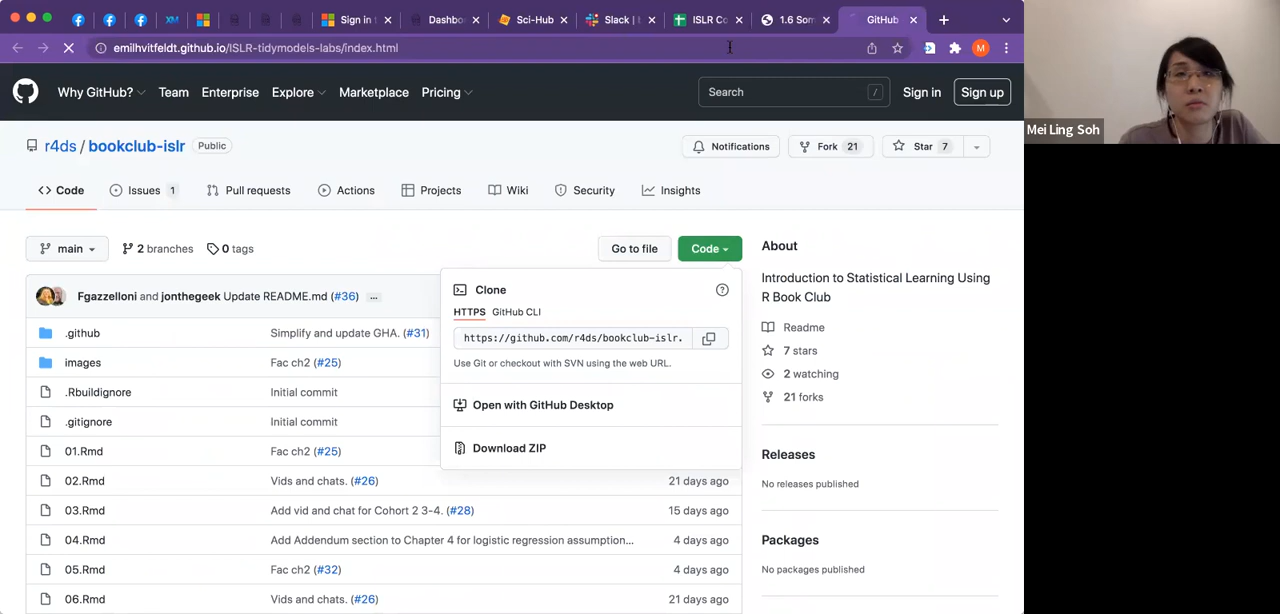 Sign in t
Dashbo
Sci-Hub
Slack | t
ISLR Co
1.6 Som
GitHub
emilhvitfeldt.github.io/ISLR-tidymodels-labs/index.html
M
Why GitHub?
Team
Enterprise
Explore
Marketplace
Pricing
Search
/
Sign in
Sign up
Mei Ling Soh
r4ds / bookclub-islr
Public
Notifications
Fork 21
Star 7
Code
Issues 1
Pull requests
Actions
Projects
Wiki
Security
Insights
main
2 branches
0 tags
Go to file
Code
About
Introduction to Statistical Learning Using
R Book Club
Readme
7 stars
2 watching
21 forks
Releases
No releases published
Packages
No packages published
Fgazzelloni and jonthegeek Update README.md (#36) ...
Clone
HTTPS GitHub CLI
https://github.com/r4ds/bookclub-islr.
Use Git or checkout with SVN using the web URL.
Open with GitHub Desktop
Download ZIP
.github Simplify and update GHA. (#31)
images Fac ch2 (#25)
.Rbuildignore Initial commit
.gitignore Initial commit
01.Rmd Fac ch2 (#25)
02.Rmd Vids and chats. (#26) 21 days ago
03.Rmd Add vid and chat for Cohort 2 3-4. (#28) 15 days ago
04.Rmd Add Addendum section to Chapter 4 for logistic regression assumption... 4 days ago
05.Rmd Fac ch2 (#32) 4 days ago
06.Rmd Vids and chats. (#26) 21 days ago